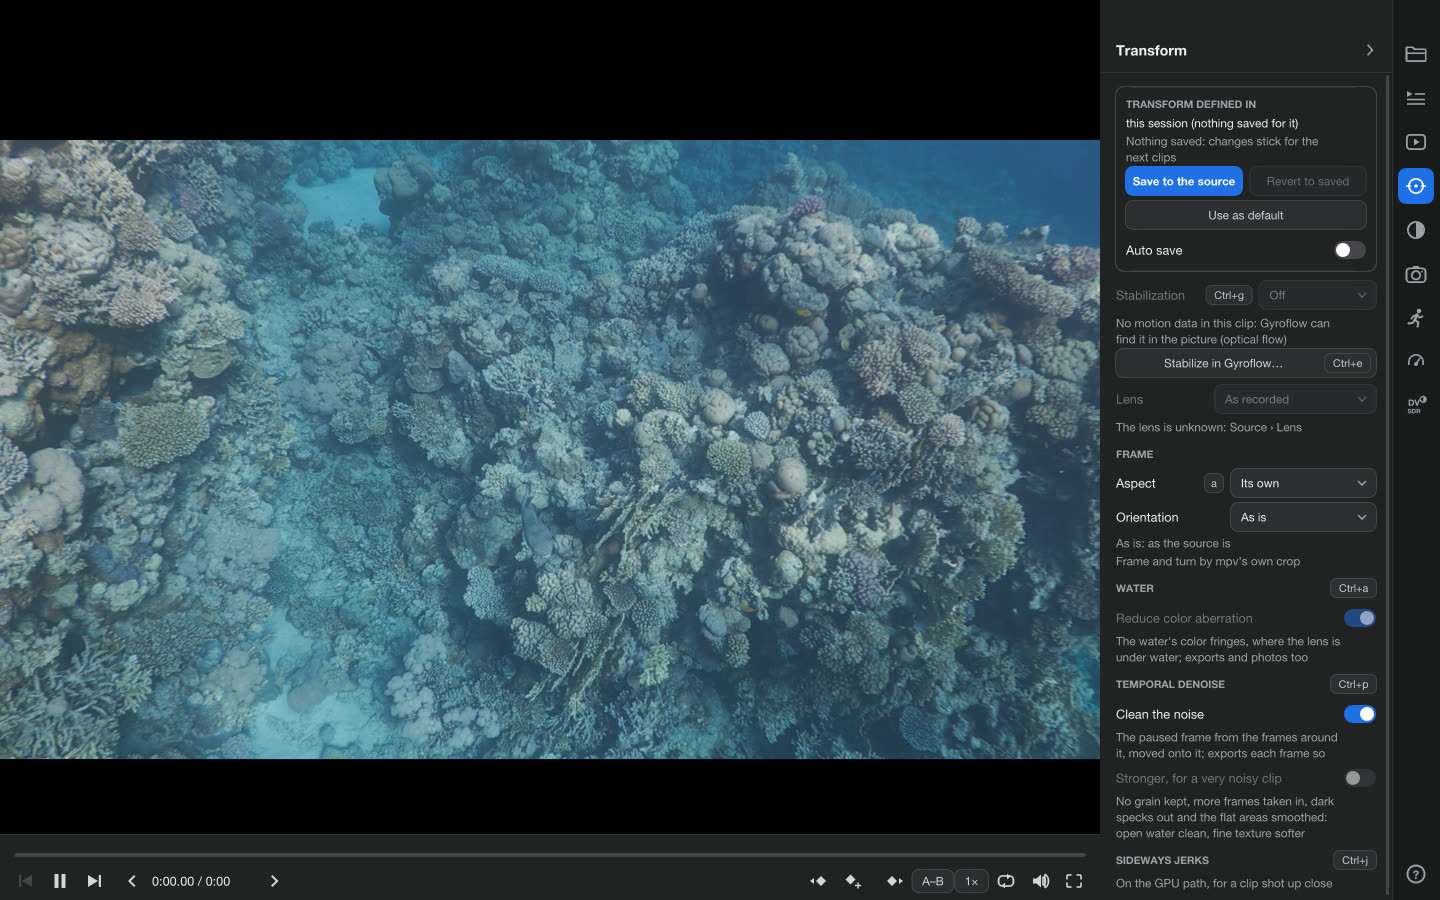 Transform
TRANSFORM DEFINED IN
this session (nothing saved for it)
Nothing saved: changes stick for the
next clips
Save to the source
Revert to saved
Use as default
Auto save
Stabilization Ctrl+g Off
No motion data in this clip: Gyroflow can
find it in the picture (optical flow)
Stabilize in Gyroflow… Ctrl+e
Lens As recorded
The lens is unknown: Source › Lens
FRAME
Aspect a Its own
Orientation As is
As is: as the source is
Frame and turn by mpv's own crop
WATER Ctrl+a
Reduce color aberration
The water's color fringes, where the lens is
under water; exports and photos too
TEMPORAL DENOISE Ctrl+p
Clean the noise
The paused frame from the frames around
it, moved onto it; exports each frame so
Stronger, for a very noisy clip
No grain kept, more frames taken in, dark
specks out and the flat areas smoothed:
open water clean, fine texture softer
SIDEWAYS JERKS Ctrl+j
On the GPU path, for a clip shot up close
DV
SDR
0:00.00 / 0:00
A–B
1×